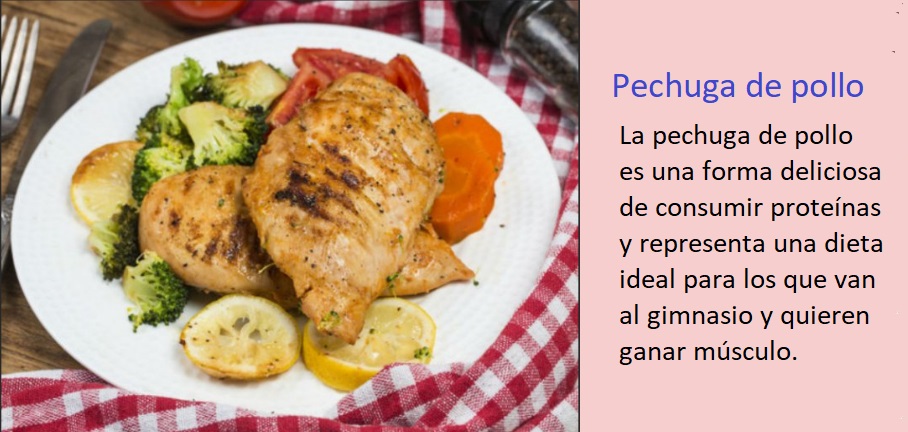 Pechuga de pollo
La pechuga de pollo
es una forma deliciosa
de consumir proteínas
y representa una dieta
ideal para los que van
al gimnasio y quieren
ganar músculo.